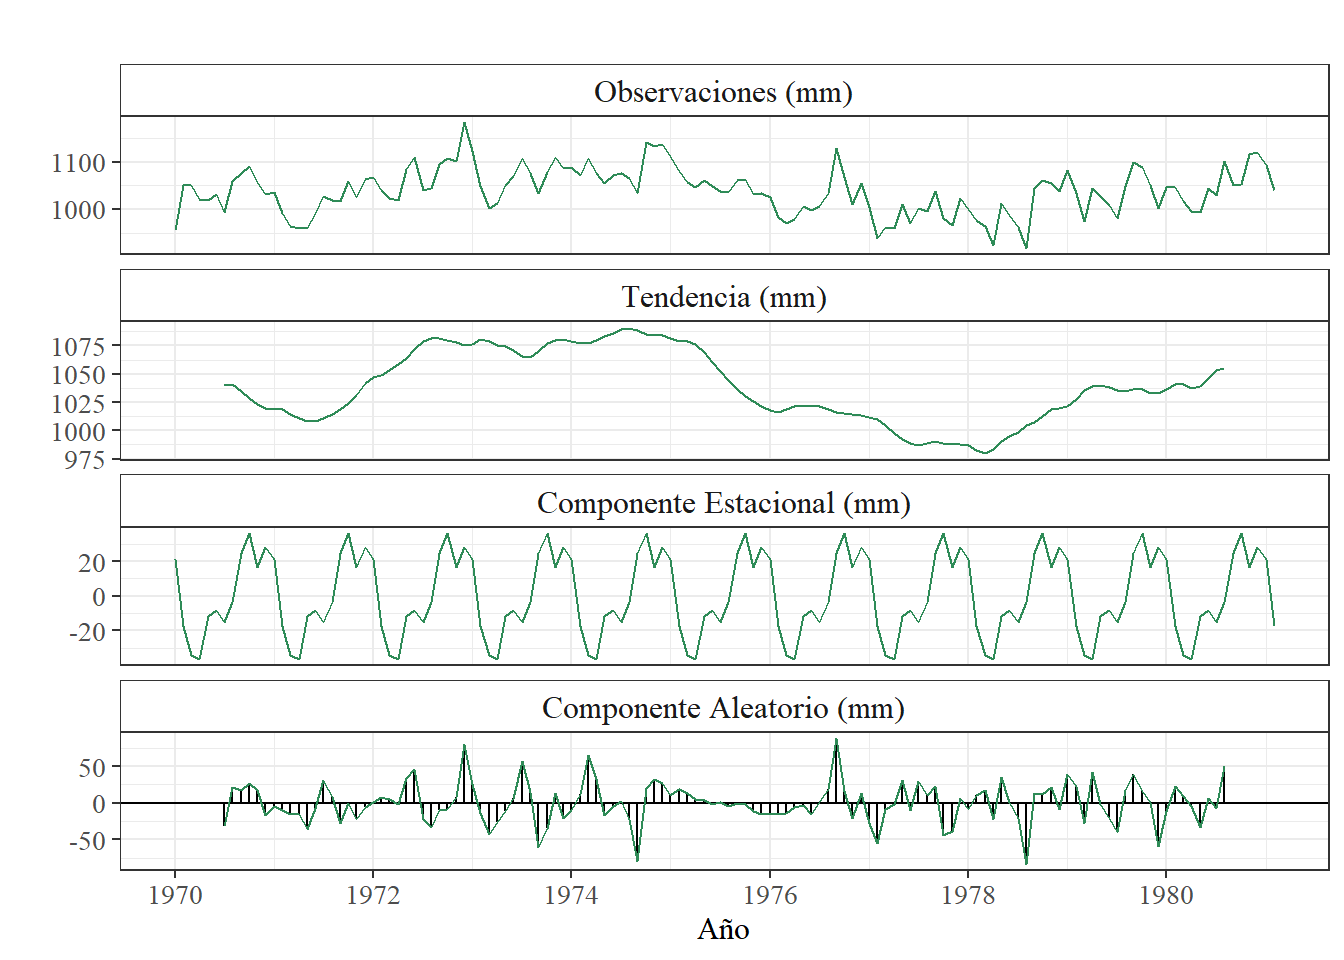 Observaciones (mm)
1100
1000
Tendencia (mm)
1075
1050
1025
1000
975
Componente Estacional (mm)
20
0
-20
Componente Aleatorio (mm)
50
0
-50
1970 1972 1974 1976 1978 1980
Año